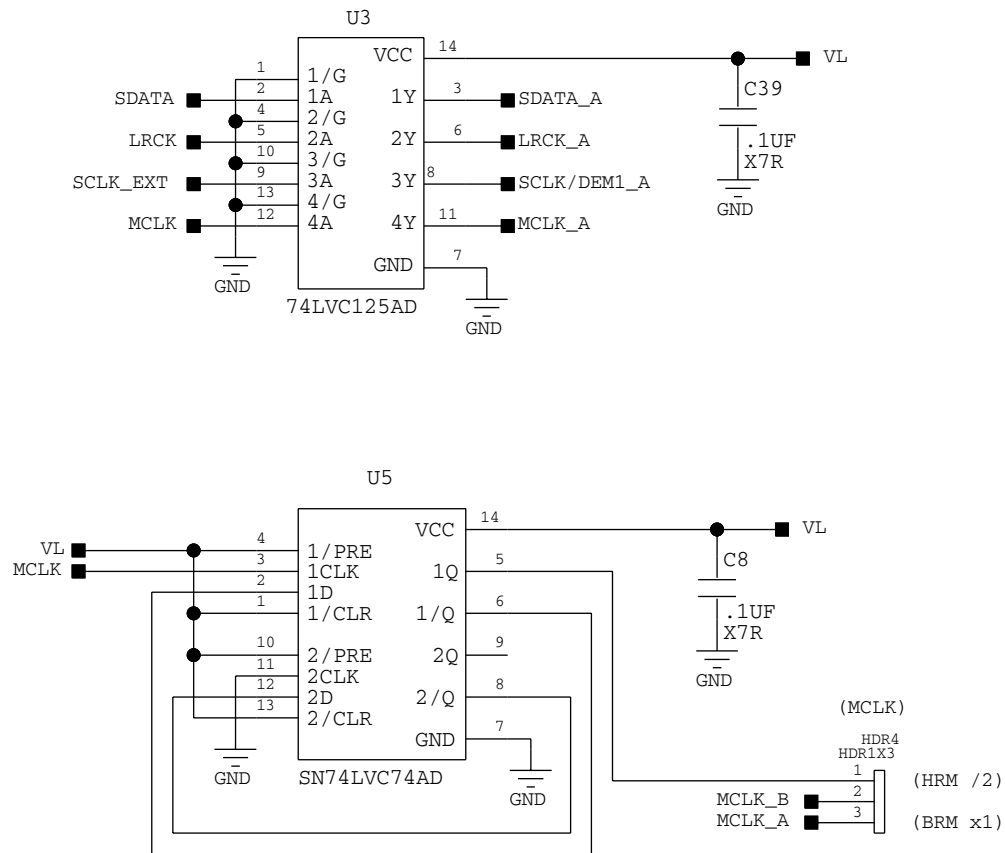 U3
VCC 14 VL
1 1/G
C39
SDATA 2 1A 1Y 3 SDATA_A
4 2/G
LRCK 5 2A 2Y 6 LRCK_A
.1UF
10 3/G
X7R
SCLK_EXT 9 3A 3Y 8 SCLK/DEM1_A
13 4/G
GND
MCLK 12 4A 4Y 11 MCLK_A
GND 7
GND
74LVC125AD
GND
U5
VCC 14 VL
VL 4 1/PRE
MCLK 3 1CLK 1Q 5
C8
2 1D
1 1/CLR 1/Q 6
.1UF
X7R
10 2/PRE 2Q 9
11 2CLK
GND
12 2D 2/Q 8
13 2/CLR
(MCLK)
GND 7
HDR4
HDR1X3
GND
SN74LVC74AD
1 (HRM /2)
GND
MCLK_B 2
MCLK_A 3 (BRM x1)